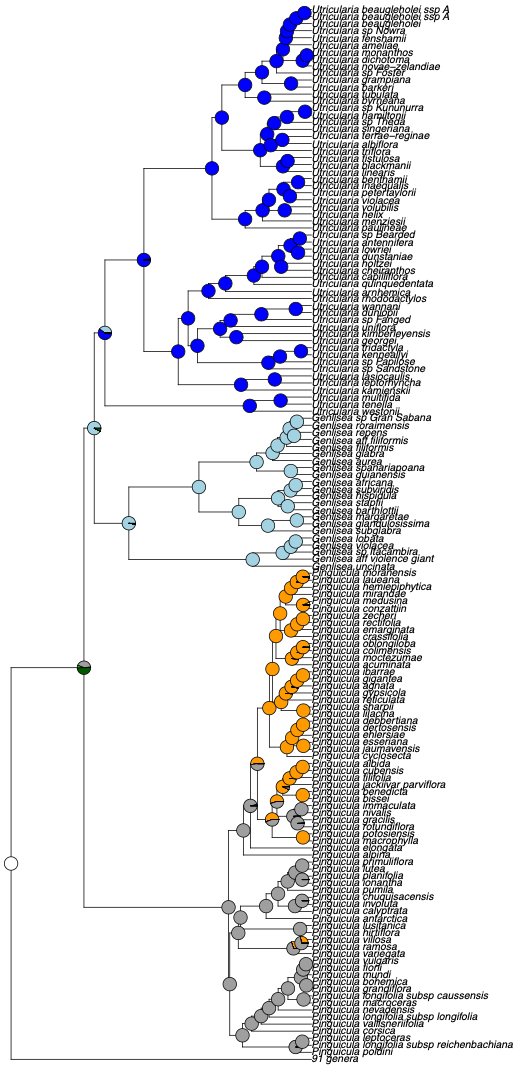 Utricularia beaugleholei ssp A
Utricularia beaugleholei ssp A
Utricularia beaugleholei
Utricularia sp Nowra
Utricularia fenshamii
Utricularia ameliae
Utricularia monanthos
Utricularia dichotoma
Utricularia novae−zelandiae
Utricularia sp Foster
Utricularia grampiana
Utricularia barkeri
Utricularia tubulata
Utricularia byrneana
Utricularia sp Kununurra
Utricularia hamiltonii
Utricularia sp Theda
Utricularia singeriana
Utricularia terrae−reginae
Utricularia albiflora
Utricularia triflora
Utricularia fistulosa
Utricularia blackmanii
Utricularia linearis
Utricularia benthamii
Utricularia inaequalis
Utricularia petertaylorii
Utricularia violacea
Utricularia volubilis
Utricularia helix
Utricularia menziesii
Utricularia paulineae
Utricularia sp Bearded
Utricularia antennifera
Utricularia lowriei
Utricularia dunstaniae
Utricularia holtzei
Utricularia cheiranthos
Utricularia capilliflora
Utricularia quinquedentata
Utricularia arnhemica
Utricularia rhododactylos
Utricularia wannanii
Utricularia dunlopii
Utricularia sp Fanged
Utricularia uniflora
Utricularia kimberleyensis
Utricularia georgei
Utricularia tridactyla
Utricularia kenneallyi
Utricularia sp Papilose
Utricularia sp Sandstone
Utricularia lasiocaulis
Utricularia leptorhyncha
Utricularia kamienskii
Utricularia multifida
Utricularia tenella
Utricularia westonii
Genlisea sp Gran Sabana
Genlisea roraimensis
Genlisea repens
Genlisea aff filiformis
Genlisea filiformis
Genlisea glabra
Genlisea aurea
Genlisea spanariapoana
Genlisea guianensis
Genlisea africana
Genlisea subviridis
Genlisea hispidula
Genlisea stapfii
Genlisea barthlottii
Genlisea margaretae
Genlisea glandulosissima
Genlisea subglabra
Genlisea lobata
Genlisea violacea
Genlisea sp Itacambira
Genlisea aff violacea giant
Genlisea uncinata
Pinguicula moranensis
Pinguicula laueana
Pinguicula hemiepiphytica
Pinguicula mirandae
Pinguicula medusina
Pinguicula conzattiin
Pinguicula zecheri
Pinguicula rectifolia
Pinguicula emarginata
Pinguicula crassifolia
Pinguicula oblongiloba
Pinguicula colimensis
Pinguicula moctezumae
Pinguicula acuminata
Pinguicula ibarrae
Pinguicula gigantea
Pinguicula agnata
Pinguicula gypsicola
Pinguicula reticulata
Pinguicula sharpii
Pinguicula lilacina
Pinguicula debbertiana
Pinguicula dertosensis
Pinguicula ehlersiae
Pinguicula esseriana
Pinguicula jaumavensis
Pinguicula cyclosecta
Pinguicula albida
Pinguicula cubensis
Pinguicula filifolia
Pinguicula jackiivar parviflora
Pinguicula benedicta
Pinguicula bissei
Pinguicula immaculata
Pinguicula nivalis
Pinguicula gracilis
Pinguicula rotundiflora
Pinguicula potosiensis
Pinguicula macrophylla
Pinguicula elongata
Pinguicula alpina
Pinguicula primuliflora
Pinguicula lutea
Pinguicula planifolia
Pinguicula ionantha
Pinguicula pumila
Pinguicula chuquisacensis
Pinguicula involuta
Pinguicula calyptrata
Pinguicula antarctica
Pinguicula lusitanica
Pinguicula hirtiflora
Pinguicula villosa
Pinguicula ramosa
Pinguicula variegata
Pinguicula vulgaris
Pinguicula fiorii
Pinguicula mundi
Pinguicula bohemica
Pinguicula grandiflora
Pinguicula longifolia subsp caussensis
Pinguicula macroceras
Pinguicula nevadensis
Pinguicula longifolia subsp longifolia
Pinguicula vallisneriifolia
Pinguicula corsica
Pinguicula leptoceras
Pinguicula longifolia subsp reichenbachiana
Pinguicula poldini
91 genera